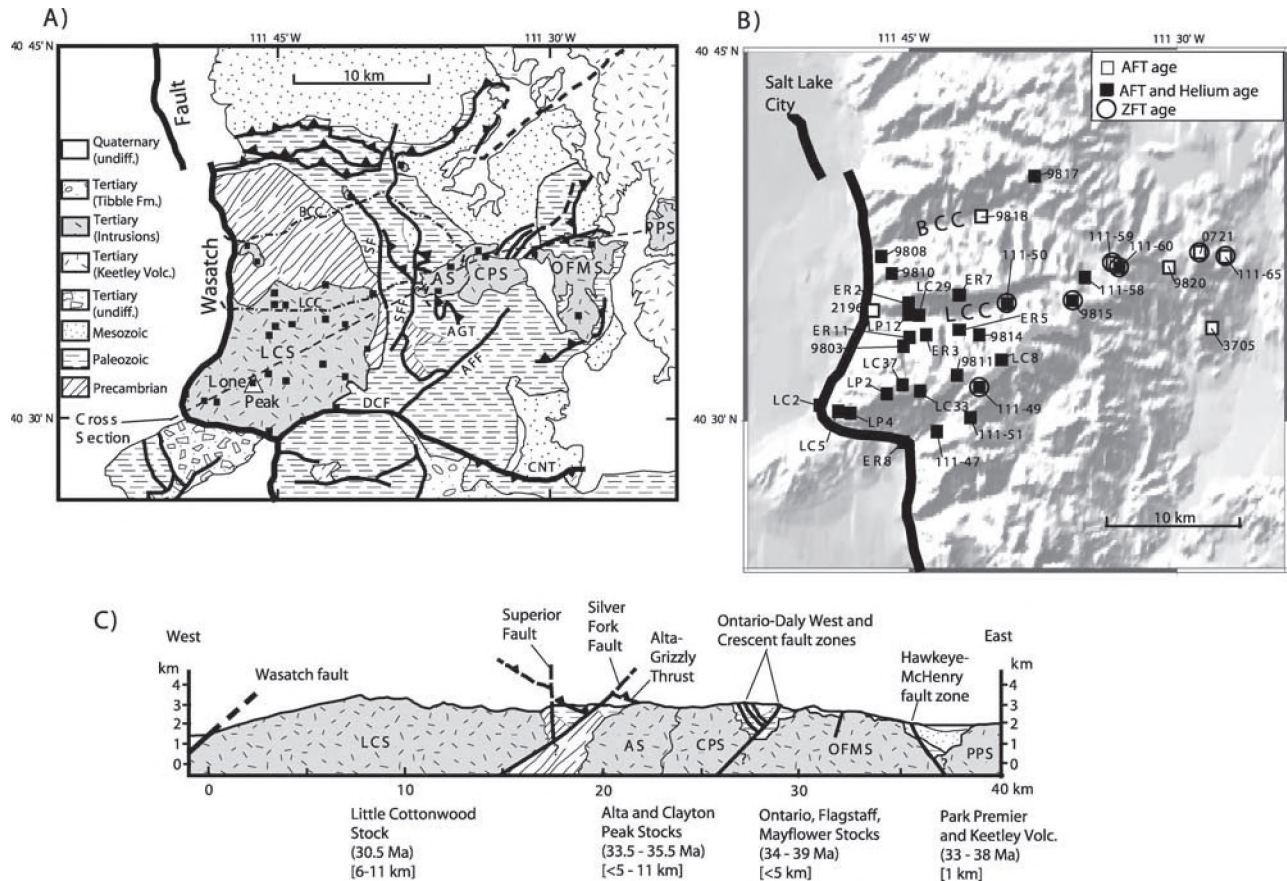 A)
111 45'W
111 30'W
40 45'N
10 km
Fault
Wasatch
Quaternary
(undiff.)
Tertiary
(Tibble Fm.)
Tertiary
(Intrusions)
Tertiary
(Keetley Volc.)
Tertiary
(undiff.)
Mesozoic
Paleozoic
Precambrian
BCC
SF
SFF
AS
CPS
OFMS
PPS
LCC
LCS
AGT
AFF
Lone
Peak
DCF
CNT
40 30'N
Cross
Section
B)
111 45'W
111 30'W
40 45'N
AFT age
AFT and Helium age
ZFT age
Salt Lake
City
9817
BCC
9818
111-59
111-60
0721
9808
111-50
9810
ER7
111-65
LC29
9820
ER2
111-58
LCC
2196
9815
LP12
ER5
3705
ER11
9814
9803
ER3
9811
LC8
LC37
LP2
40 30'N
LC2
LC33
111-49
LP4
LC5
111-51
ER8
111-47
10 km
C)
West
East
km
km
Wasatch fault
Superior
Fault
Silver
Fork
Fault
Alta-
Grizzly
Thrust
Ontario-Daly West and
Crescent fault zones
Hawkeye-
McHenry
fault zone
4
3
2
1
0
4
3
2
1
0
LCS
AS
CPS
OFMS
PPS
?
?
0 10 20 30 40 km
Little Cottonwood
Stock
(30.5 Ma)
[6-11 km]
Alta and Clayton
Peak Stocks
(33.5 - 35.5 Ma)
[<5 - 11 km]
Ontario, Flagstaff,
Mayflower Stocks
(34 - 39 Ma)
[<5 km]
Park Premier
and Keetley Volc.
(33 - 38 Ma)
[1 km]